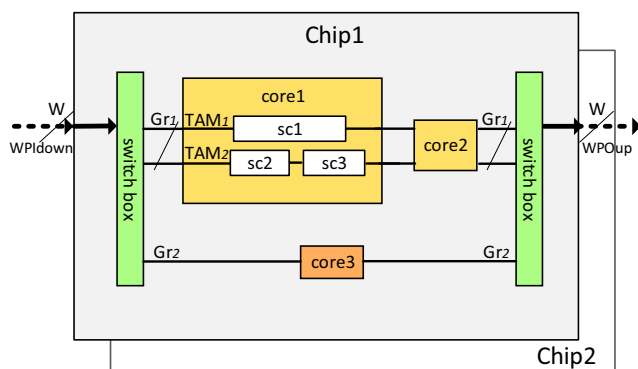 Chip1
W
WPIdown
switch box
Gr1
TAM1
core1
sc1
TAM2
sc2
sc3
core2
Gr1
switch box
W
WPOup
Gr2
core3
Gr2
Chip2